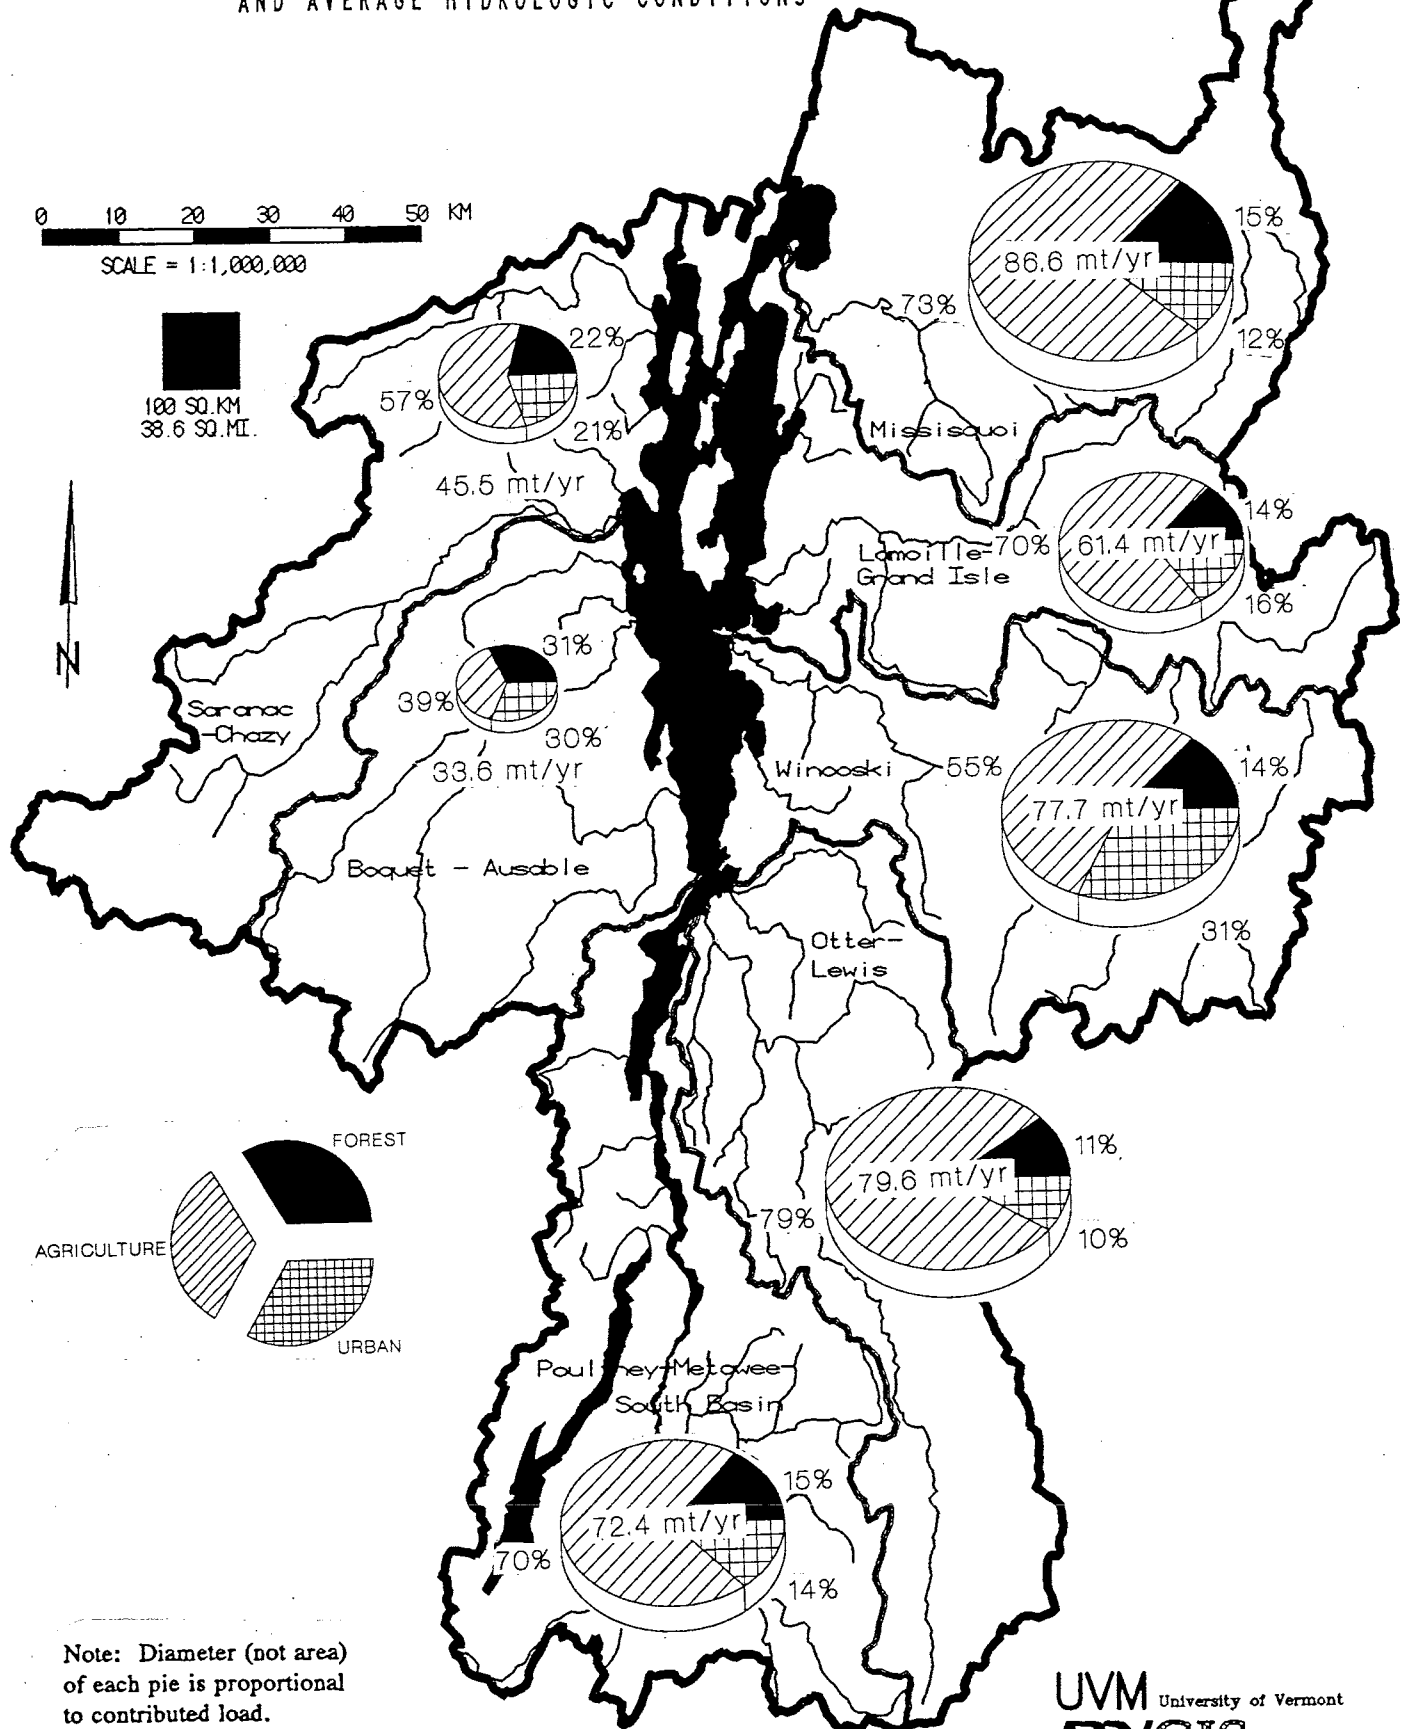 AND AVERAGE HYDROLOGIC CONDITIONS
0 10 20 30 40 50 KM
SCALE = 1:1,000,000
100 SQ.KM
38.6 SQ.MI.
N
15%
86.6 mt/yr
73%
12%
Missisquoi
22%
57%
21%
45.5 mt/yr
14%
Lamoille-
Grand Isle
70%
61.4 mt/yr
16%
31%
39%
30%
33.6 mt/yr
Saranac
-Chazy
Winooski
55%
14%
77.7 mt/yr
31%
Boquet - Ausable
Otter-
Lewis
11%
79.6 mt/yr
79%
10%
FOREST
AGRICULTURE
URBAN
Poultney-Metawee-
South Basin
15%
72.4 mt/yr
70%
14%
Note: Diameter (not area)
of each pie is proportional
to contributed load.
UVM University of Vermont